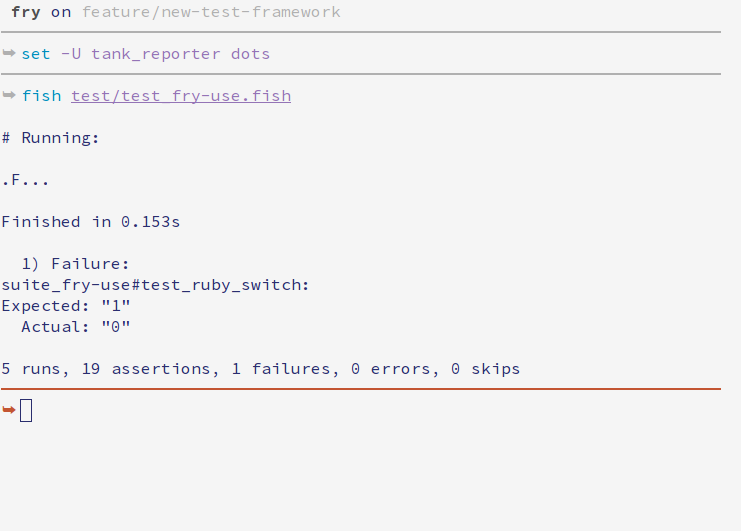 fry on feature/new-test-framework
➥ set -U tank_reporter dots
➥ fish test/test_fry-use.fish
# Running:
.F...
Finished in 0.153s
1) Failure:
suite_fry-use#test_ruby_switch:
Expected: "1"
Actual: "0"
5 runs, 19 assertions, 1 failures, 0 errors, 0 skips
➥